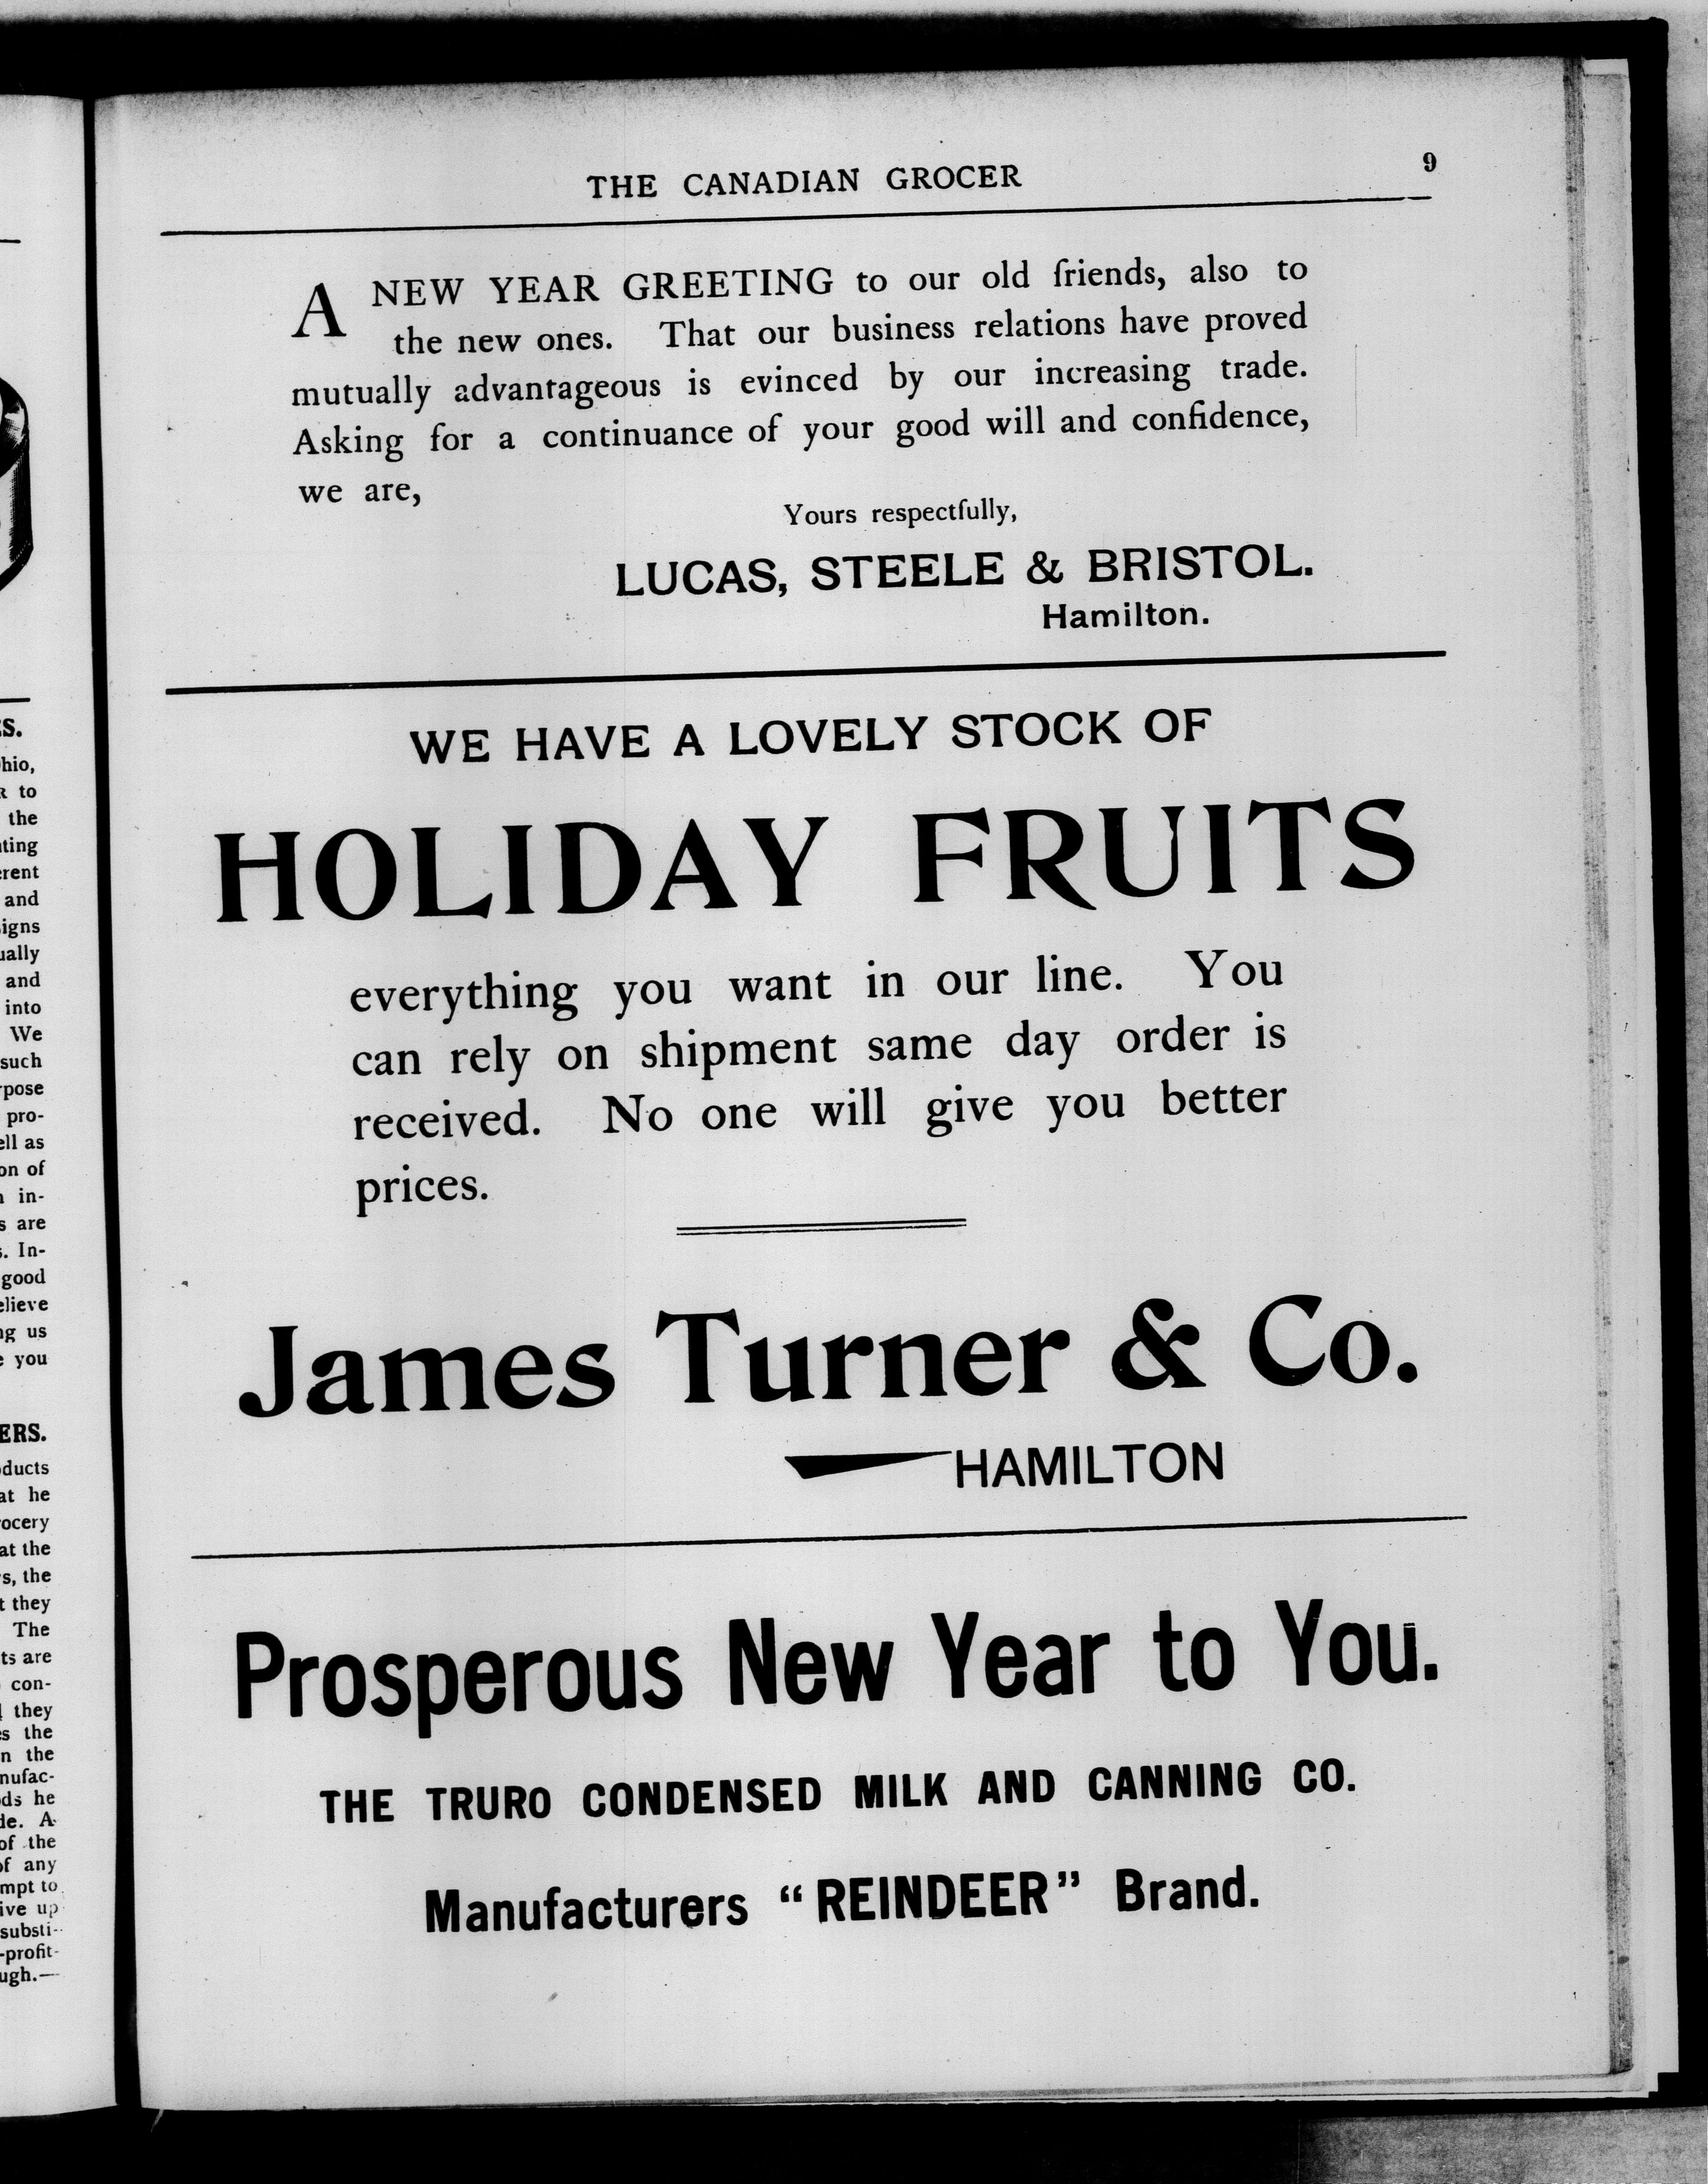 THE CANADIAN GROCER 9
A NEW YEAR GREETING to our old friends, also to
the new ones. That our business relations have proved
mutually advantageous is evinced by our increasing trade.
Asking for a continuance of your good will and confidence,
we are,
Yours respectfully,
LUCAS, STEELE & BRISTOL.
Hamilton.
WE HAVE A LOVELY STOCK OF
HOLIDAY FRUITS
everything you want in our line. You
can rely on shipment same day order is
received. No one will give you better
prices.
James Turner & Co.
HAMILTON
Prosperous New Year to You.
THE TRURO CONDENSED MILK AND CANNING CO.
Manufacturers "REINDEER" Brand.